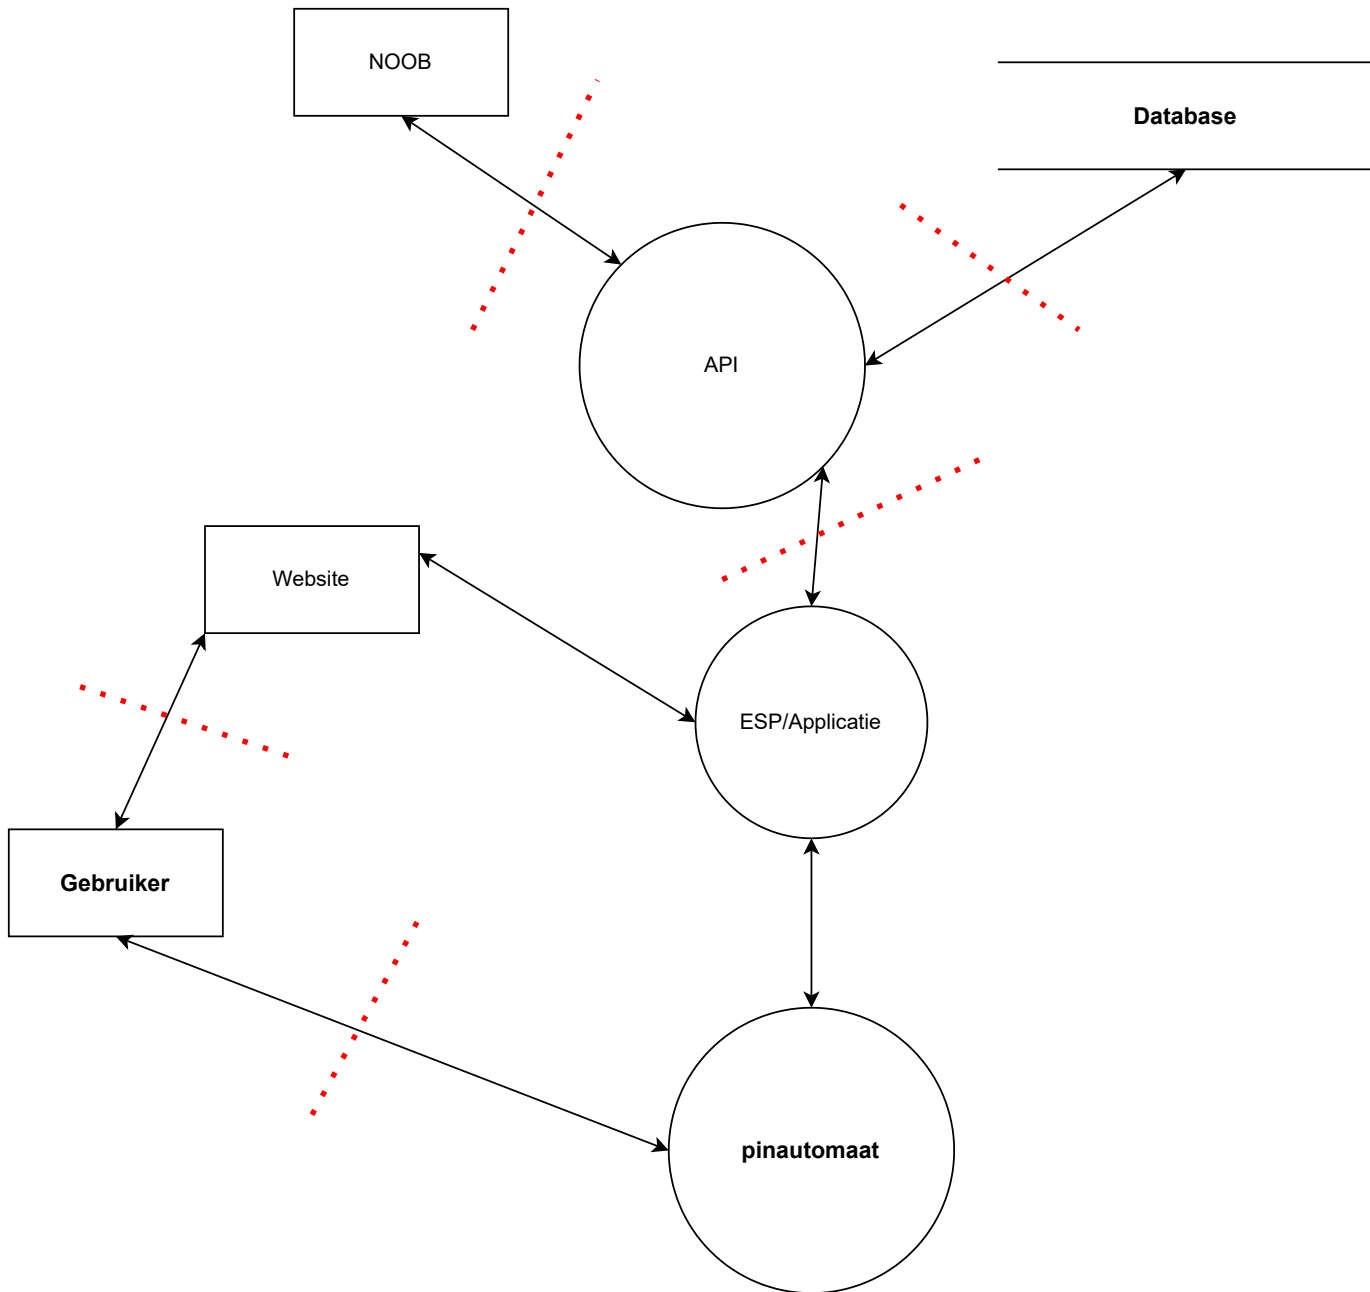 NOOB
Database
API
Website
ESP/Applicatie
Gebruiker
pinautomaat